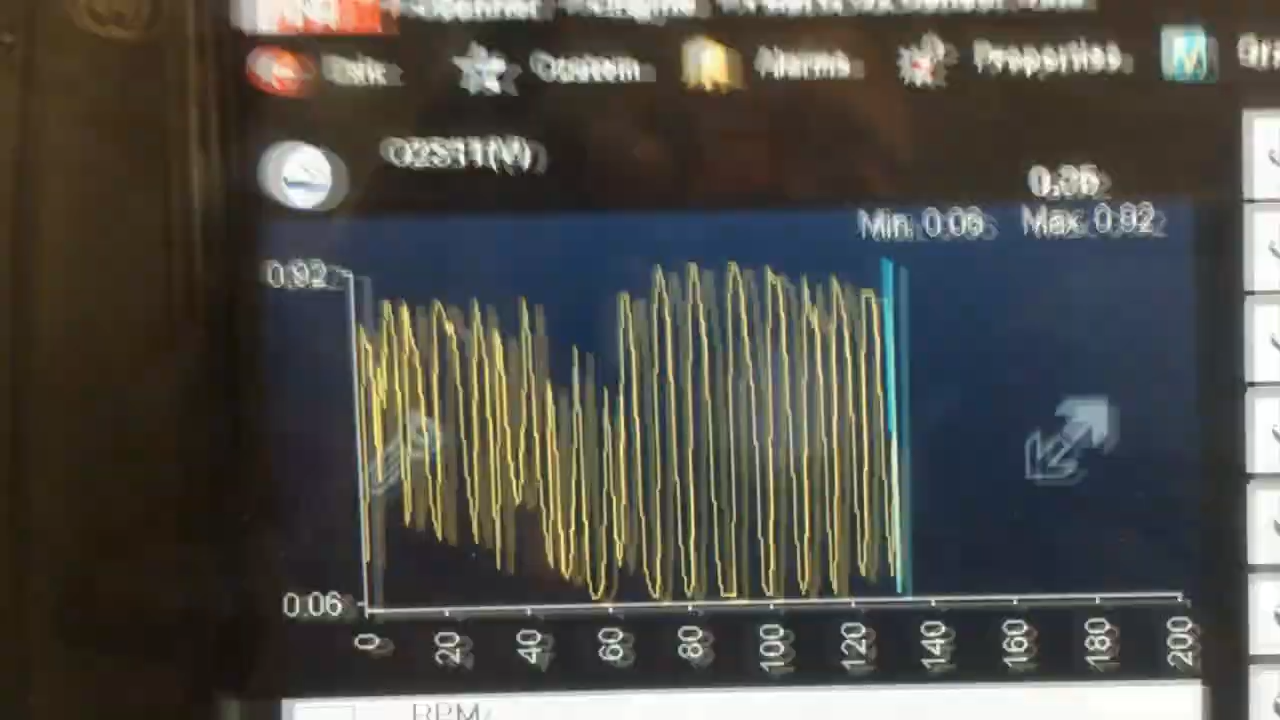 Custom Alarms Properties
O2S11(V)
0.35
Min. 0.06 Max. 0.92
0.92
0.06
0 20 40 60 80 100 120 140 160 180 200
RPM